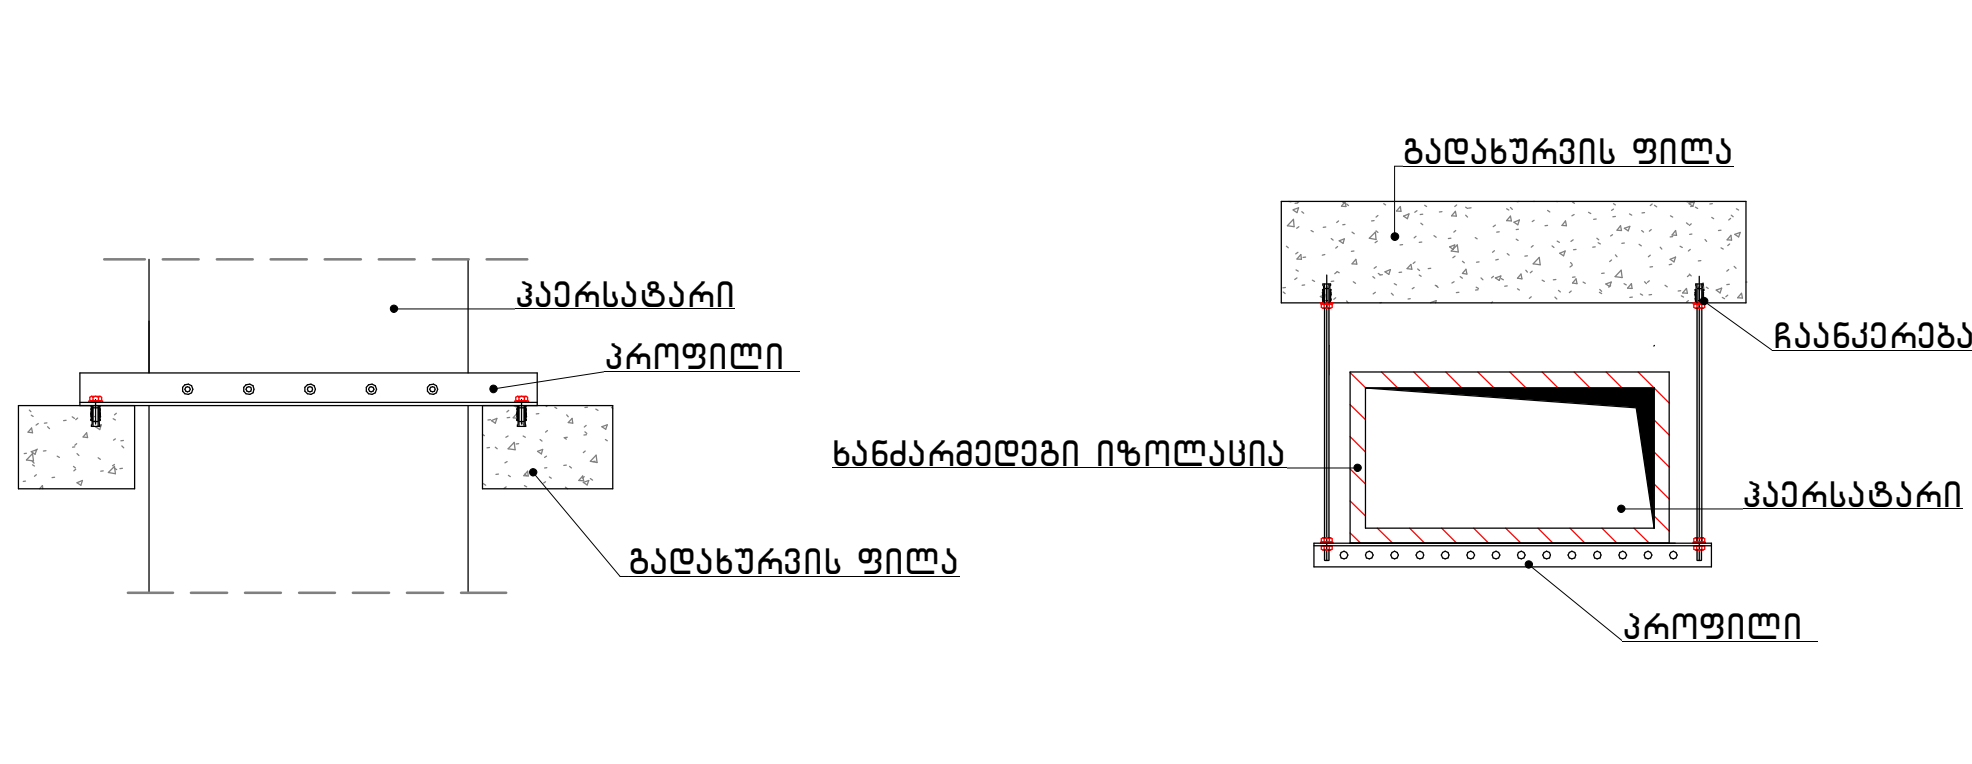 ჰაერსატარი
პროფილი
გადახურვის ფილა
გადახურვის ფილა
ჩაანკერება
ხანძარმედეგი იზოლაცია
ჰაერსატარი
პროფილი